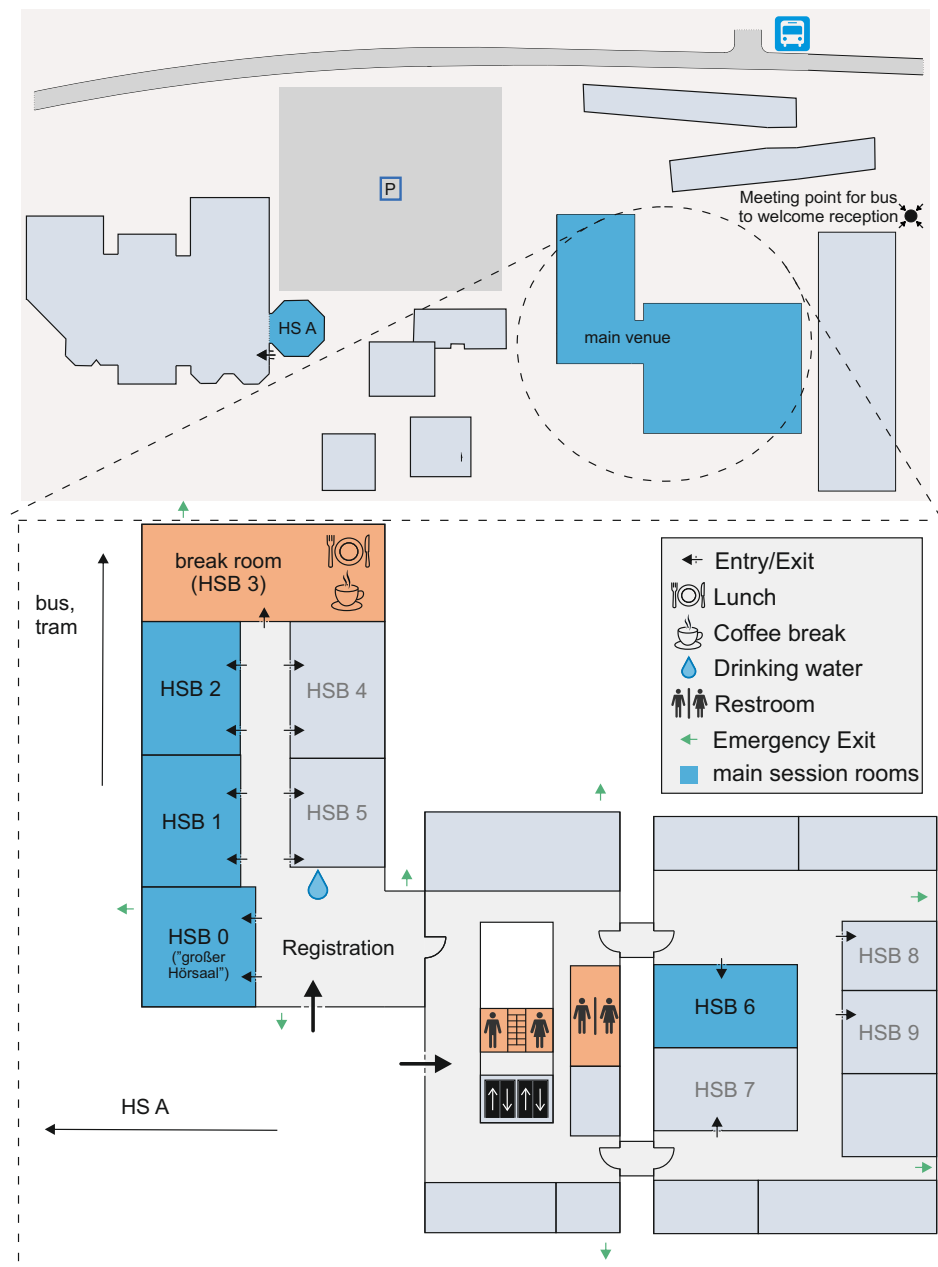 P
Meeting point for bus
to welcome reception
HS A
main venue
break room
(HSB 3)
bus,
tram
Entry/Exit
Lunch
Coffee break
Drinking water
Restroom
Emergency Exit
main session rooms
HSB 2
HSB 4
HSB 1
HSB 5
HSB 0
("großer
Hörsaal")
Registration
HSB 8
HSB 6
HSB 9
HSB 7
HS A